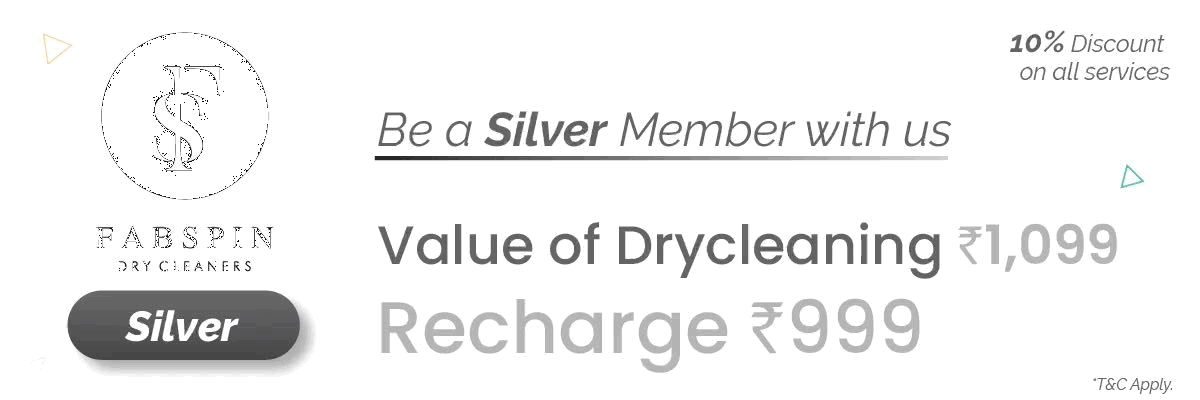 FABSPIN
DRY CLEANERS
Silver
10% Discount
on all services
Be a Silver Member with us
Value of Drycleaning ₹1,099
Recharge ₹999
*T&C Apply.